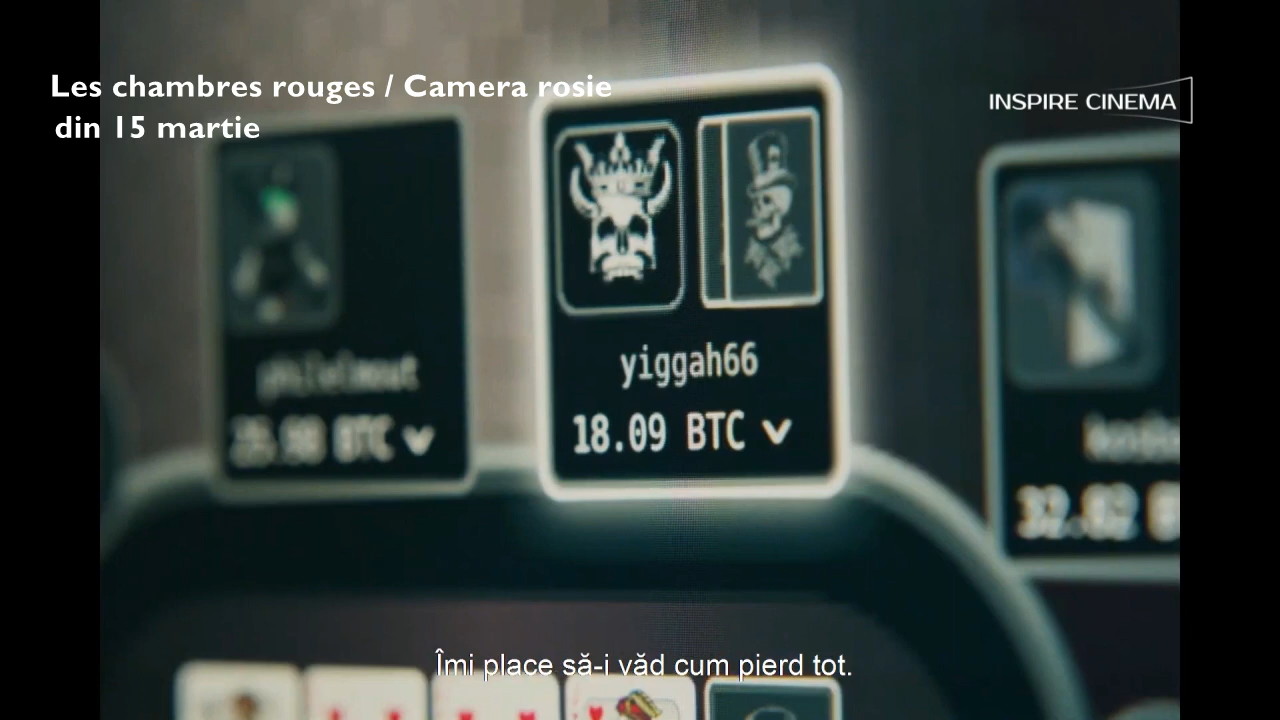 Les chambres rouges / Camera rosie
din 15 martie
INSPIRE CINEMA
yiggah66
18.09 BTC
BTC
Îmi place să-i văd cum pierd tot.